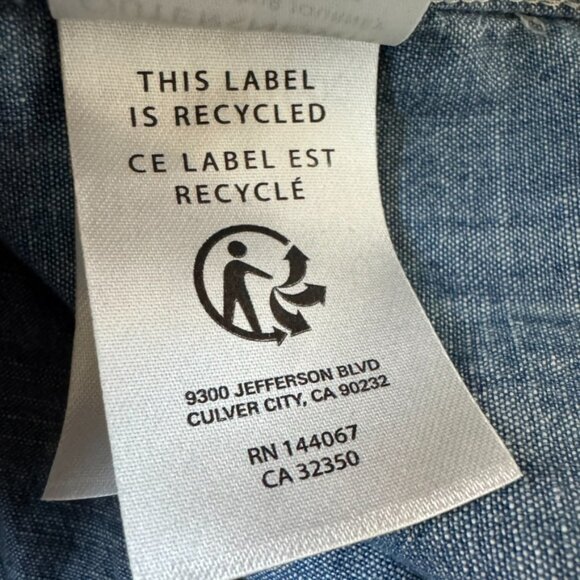 THIS LABEL
IS RECYCLED
CE LABEL EST
RECYCLÉ
9300 JEFFERSON BLVD
CULVER CITY, CA 90232
RN 144067
CA 32350